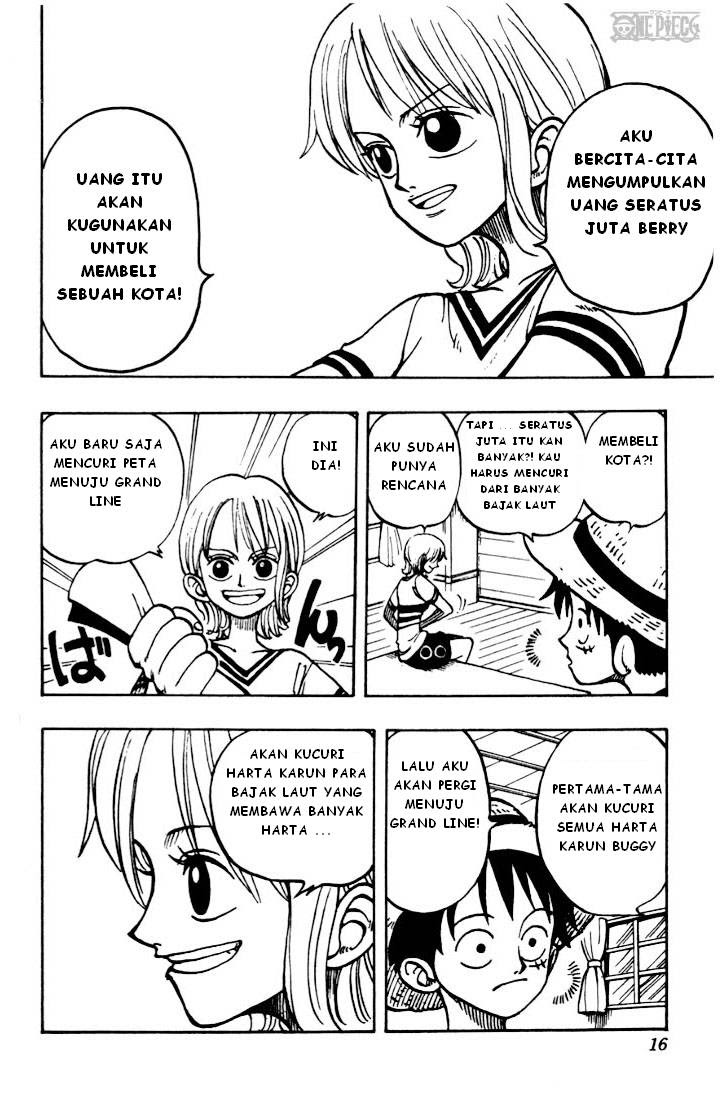 ONE PIECE
AKU
BERCITA-CITA
MENGUMPULKAN
UANG SERATUS
JUTA BERRY
UANG ITU
AKAN
KUGUNAKAN
UNTUK
MEMBELI
SEBUAH KOTA!
MEMBELI
KOTA?!
TAPI ... SERATUS
JUTA ITU KAN
BANYAK?! KAU
HARUS MENCURI
DARI BANYAK
BAJAK LAUT
AKU SUDAH
PUNYA
RENCANA
INI
DIA!
AKU BARU SAJA
MENCURI PETA
MENUJU GRAND
LINE
ばんっ
PERTAMA-TAMA
AKAN KUCURI
SEMUA HARTA
KARUN BUGGY
LALU AKU
AKAN PERGI
MENUJU
GRAND LINE!
AKAN KUCURI
HARTA KARUN PARA
BAJAK LAUT YANG
MEMBAWA BANYAK
HARTA ...
16